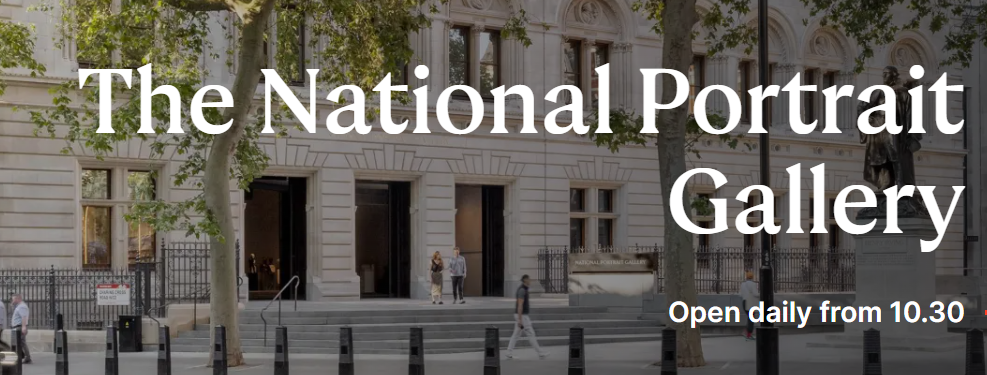 The National Portrait
Gallery
NATIONAL PORTRAIT GALLERY
Open daily from 10.30